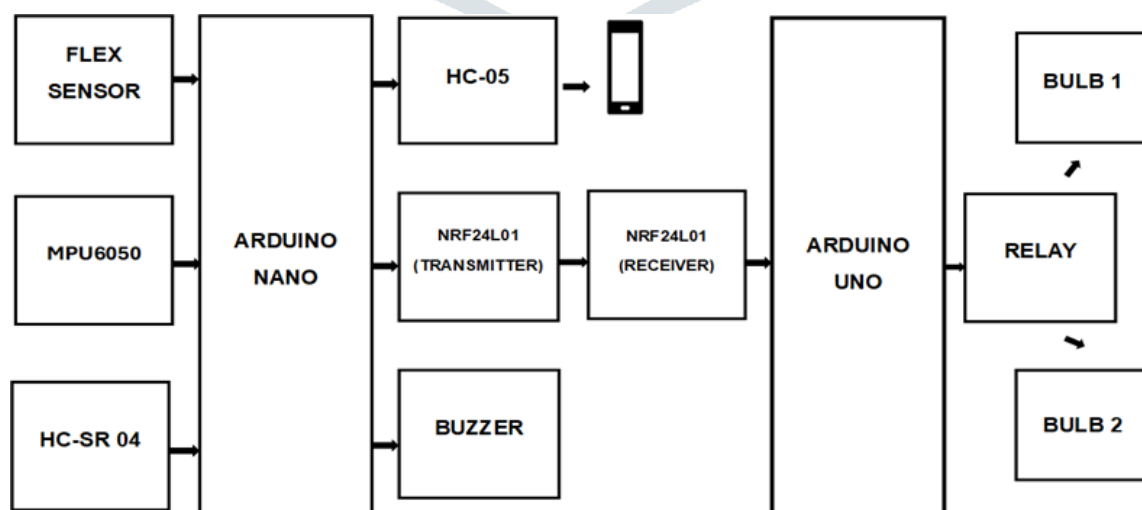 FLEX
SENSOR
HC-05
BULB 1
MPU6050
ARDUINO
NANO
NRF24L01
(TRANSMITTER)
NRF24L01
(RECEIVER)
ARDUINO
UNO
RELAY
HC-SR 04
BUZZER
BULB 2